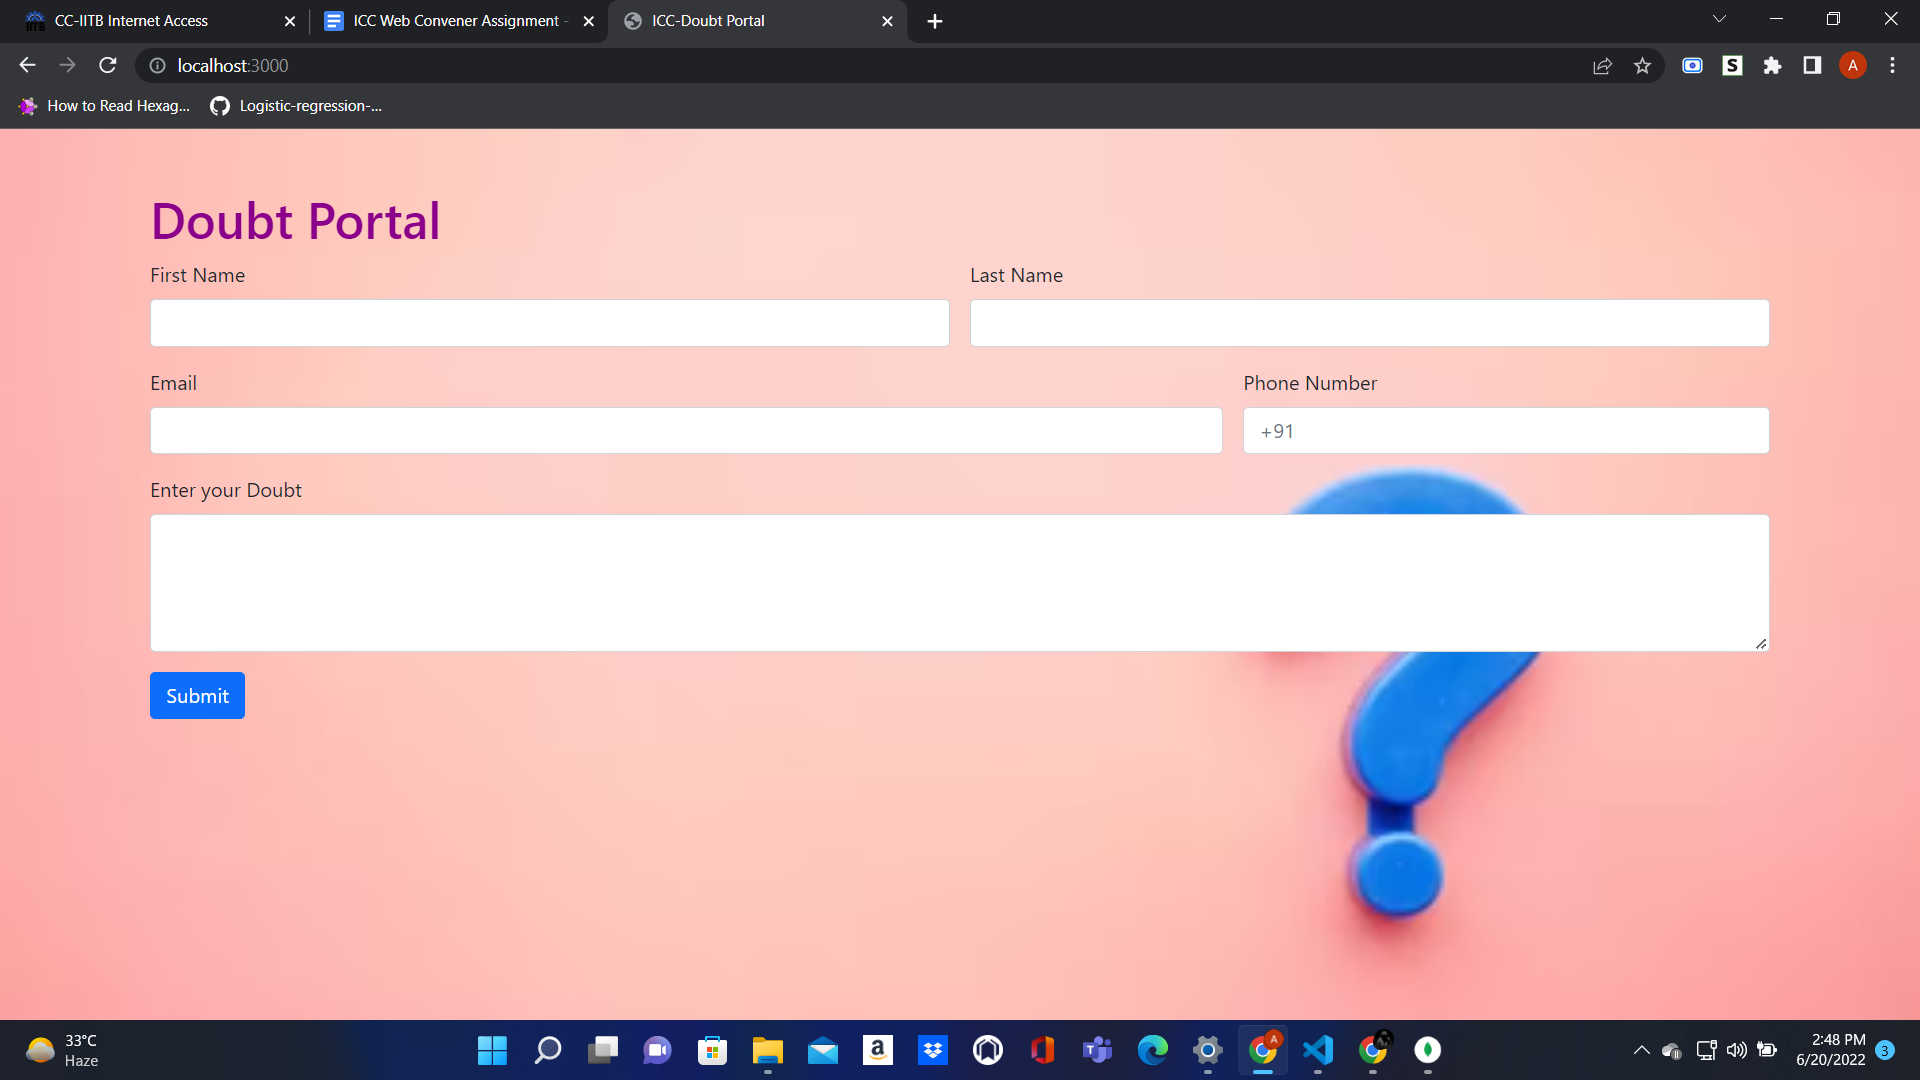 CC-IITB Internet Access
ICC Web Convener Assignment -
ICC-Doubt Portal
localhost:3000
S
A
How to Read Hexag...
Logistic-regression-...
Doubt Portal
First Name
Last Name
Email
Phone Number
+91
Enter your Doubt
Submit
33°C
Haze
2:48 PM
6/20/2022
3